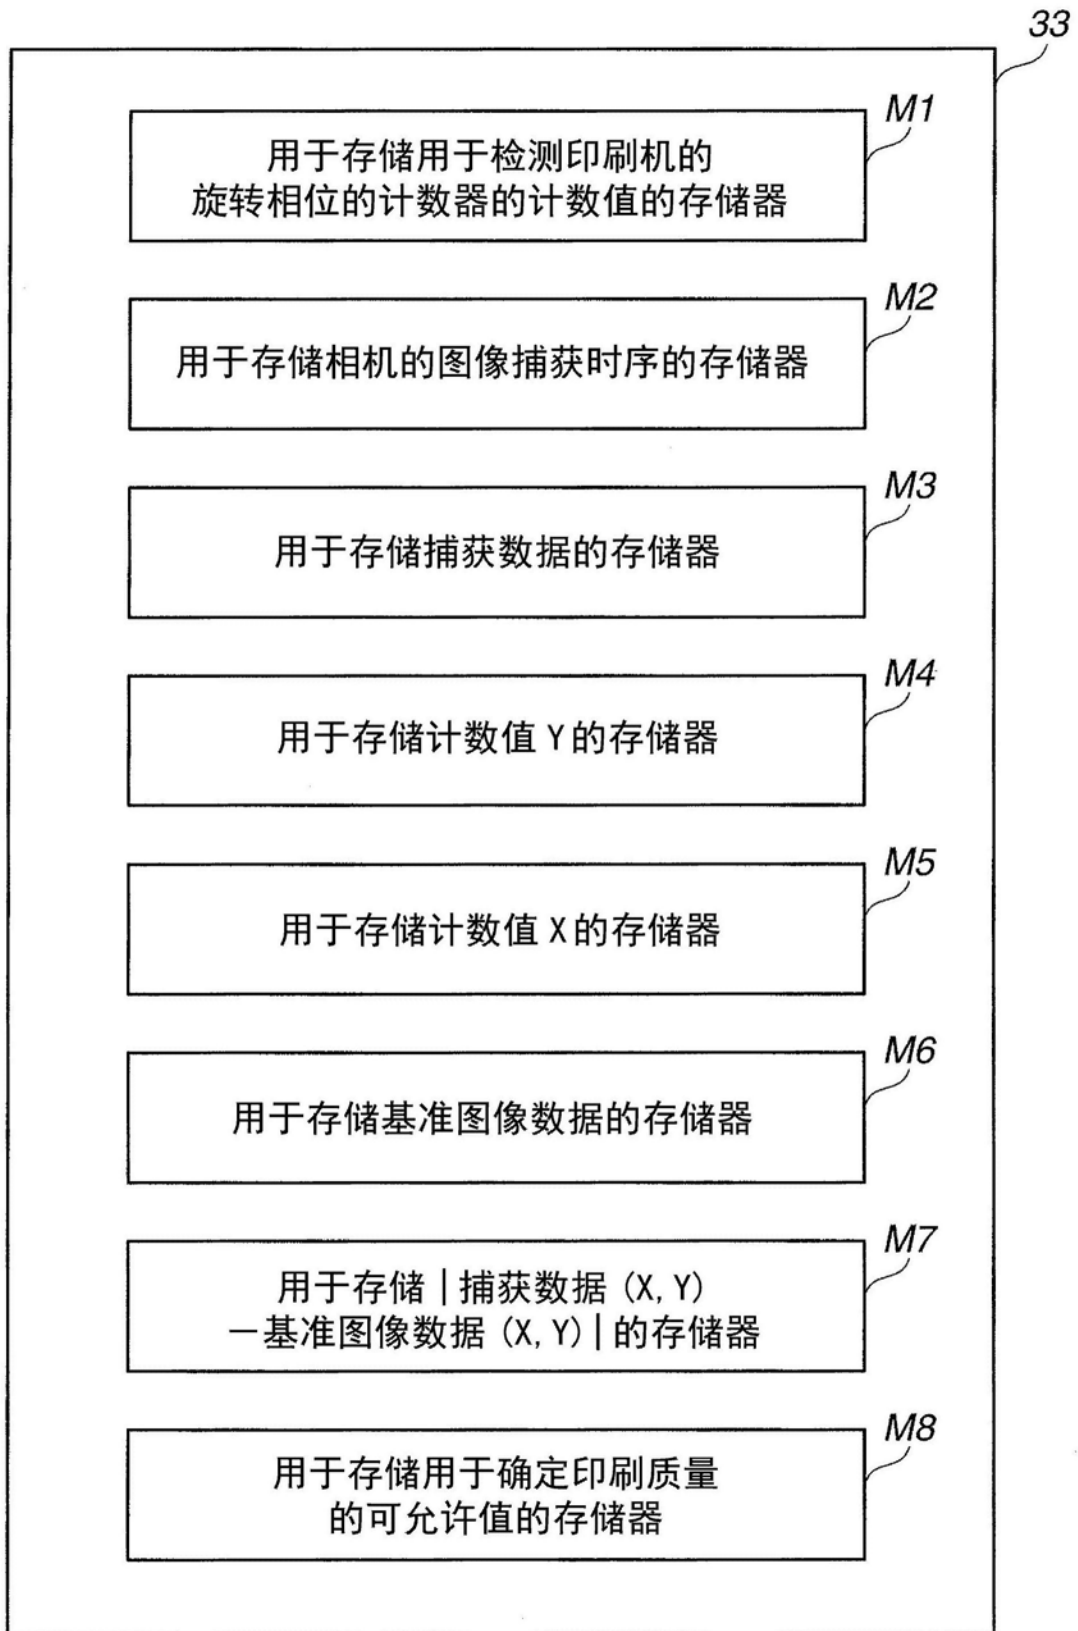 33
M1
用于存储用于检测印刷机的
旋转相位的计数器的计数值的存储器
M2
用于存储相机的图像捕获时序的存储器
M3
用于存储捕获数据的存储器
M4
用于存储计数值 Y 的存储器
M5
用于存储计数值 X 的存储器
M6
用于存储基准图像数据的存储器
M7
用于存储 | 捕获数据 (X, Y)
－基准图像数据 (X, Y) | 的存储器
M8
用于存储用于确定印刷质量
的可允许值的存储器